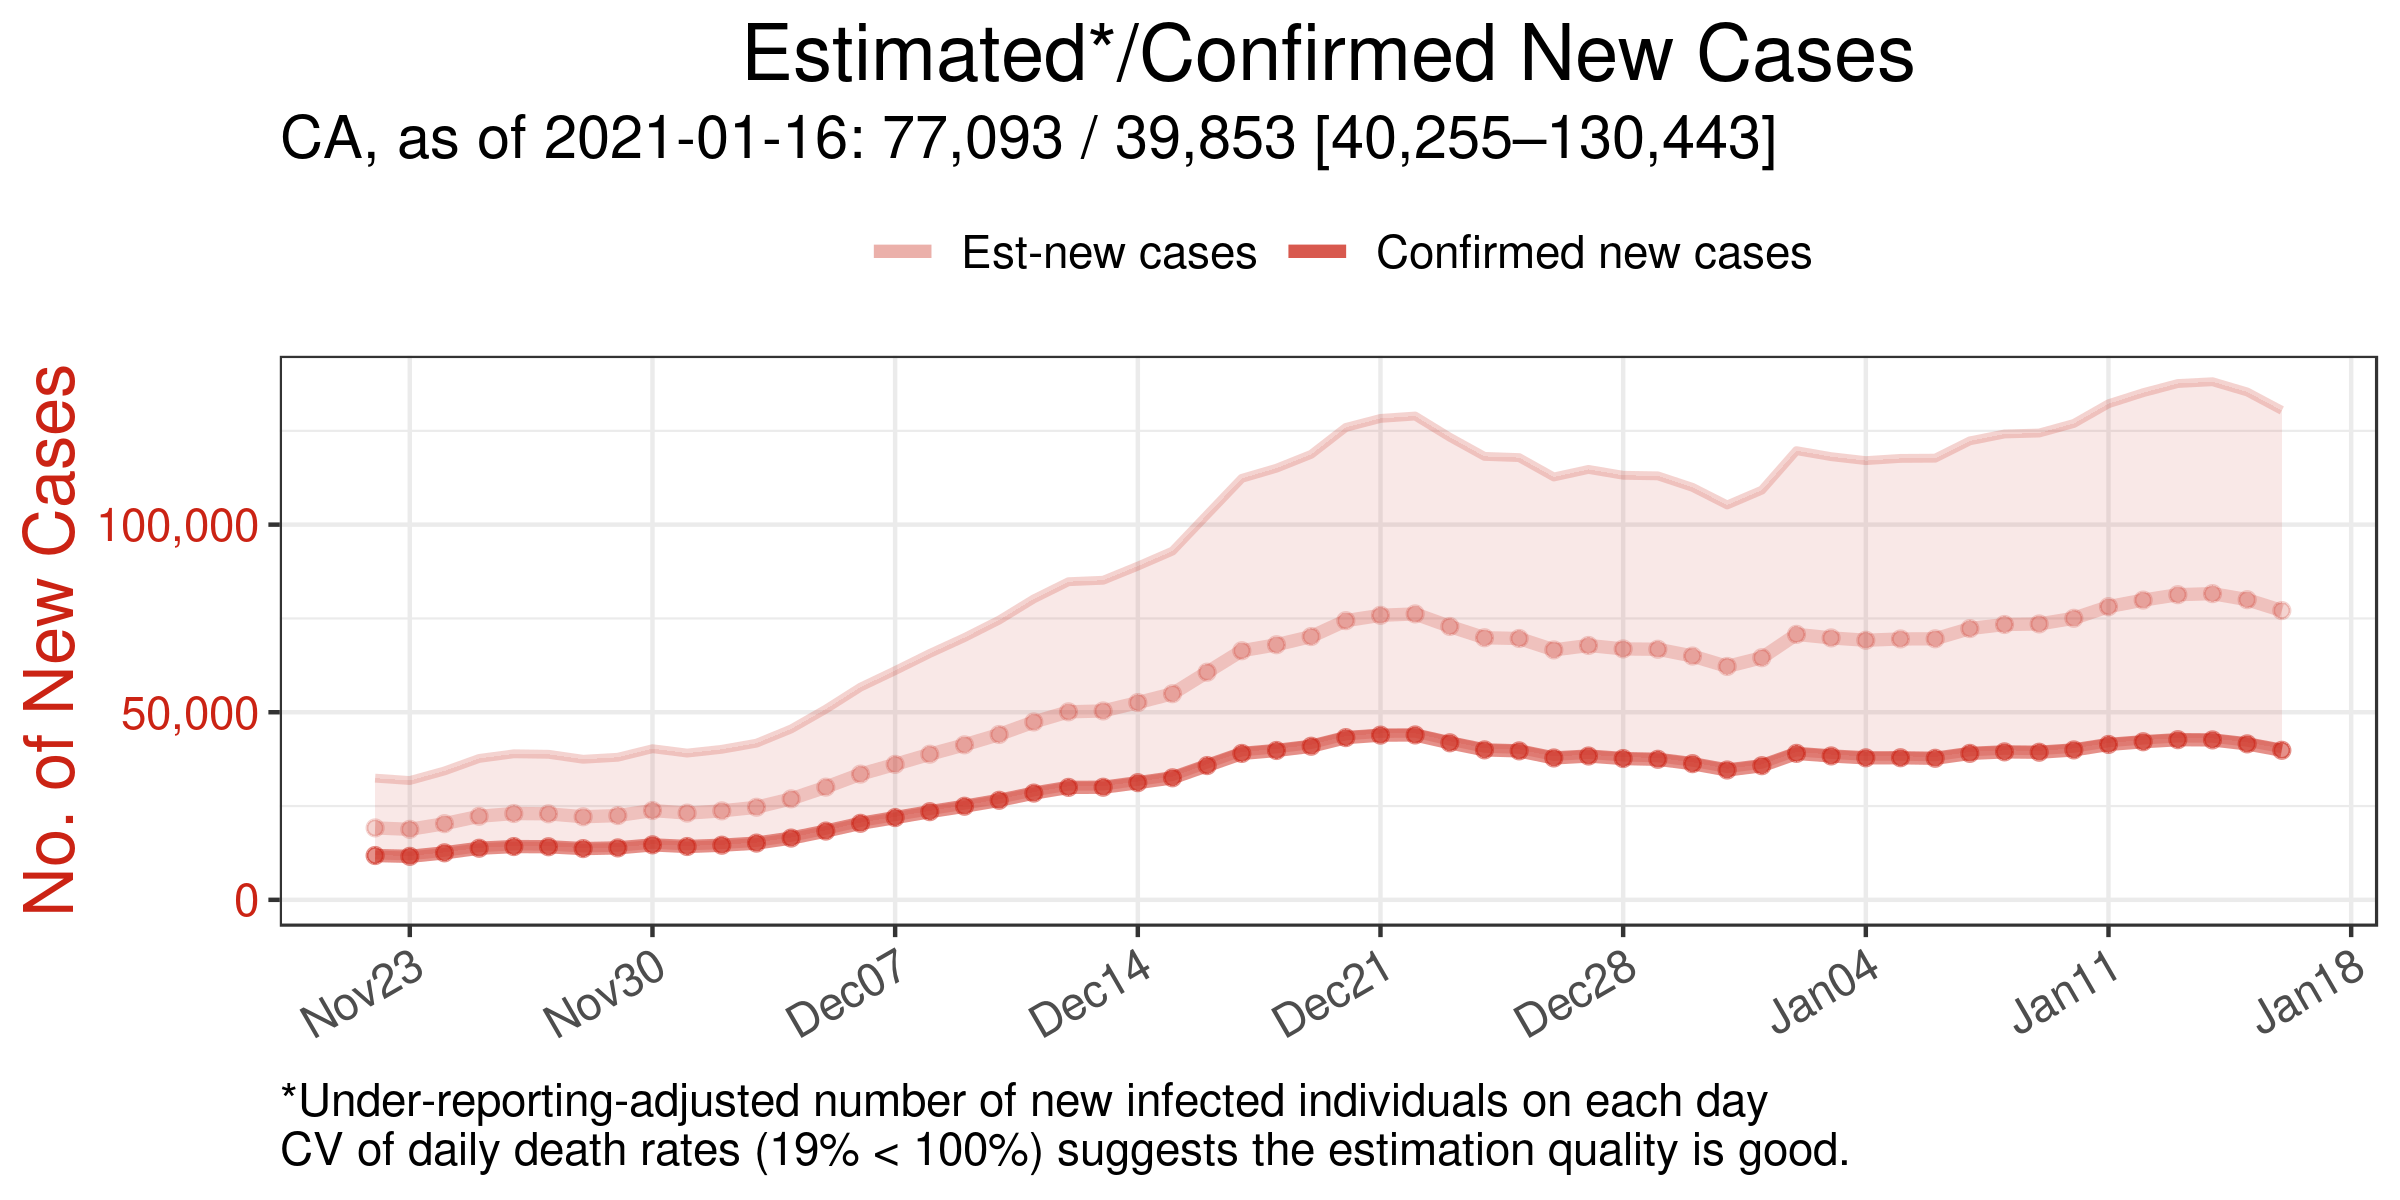 Estimated*/Confirmed New Cases
CA, as of 2021-01-16: 77,093 / 39,853 [40,255–130,443]
Est-new cases
Confirmed new cases
No. of New Cases
100,000
50,000
0
Nov23
Nov30
Dec07
Dec14
Dec21
Dec28
Jan04
Jan11
Jan18
*Under-reporting-adjusted number of new infected individuals on each day
CV of daily death rates (19% < 100%) suggests the estimation quality is good.